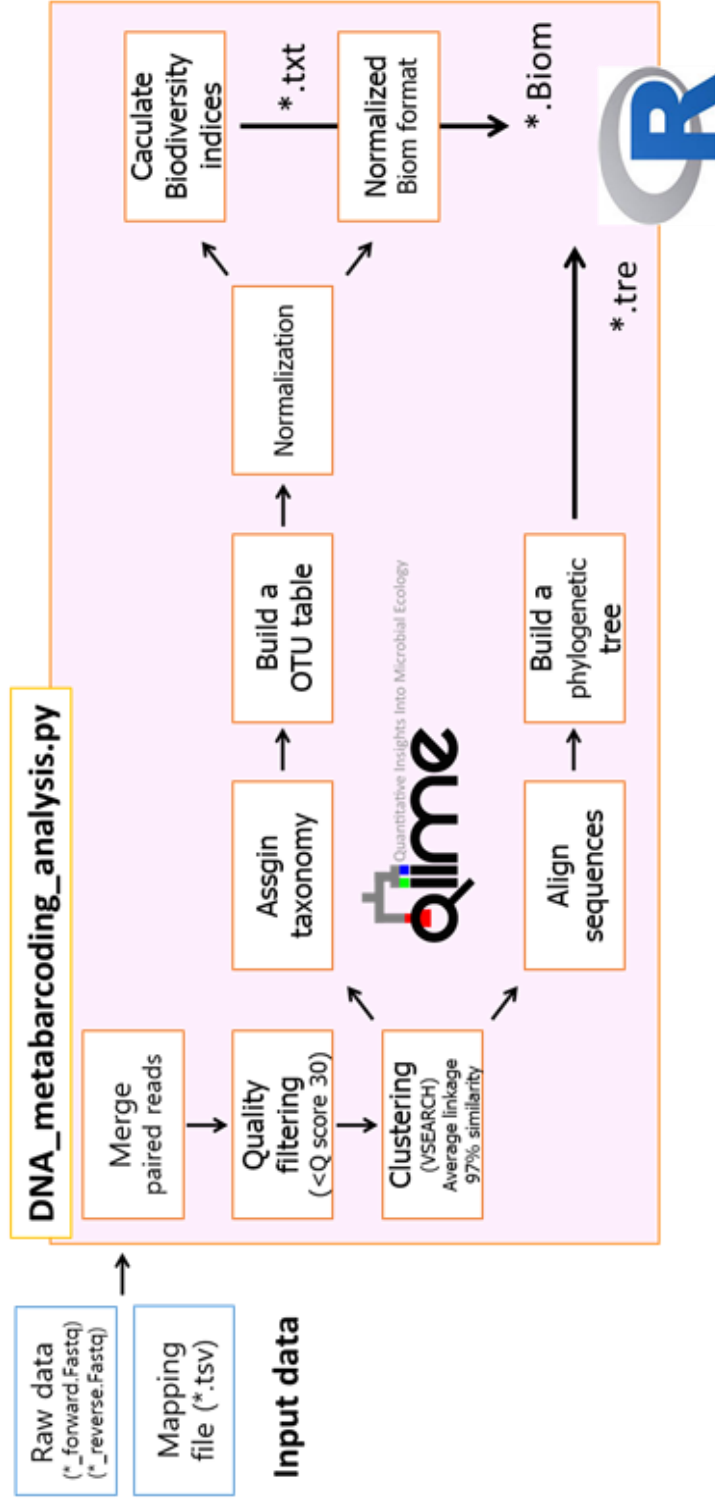 DNA_metabarcoding_analysis.py
Raw data
(*_forward.Fastq)
(*_reverse.Fastq)
Mapping
file (*.tsv)
Input data
Merge
paired reads
Quality
filtering
(<Q score 30)
Clustering
(VSEARCH)
Average linkage
97% similarity
Assgin
taxonomy
Build a
OTU table
Normalization
Caculate
Biodiversity
indices
*.txt
Normalized
Biom format
*.Biom
Quantitative Insights Into Microbial Ecology
Qiime
Align
sequences
Build a
phylogenetic
tree
*.tre
R